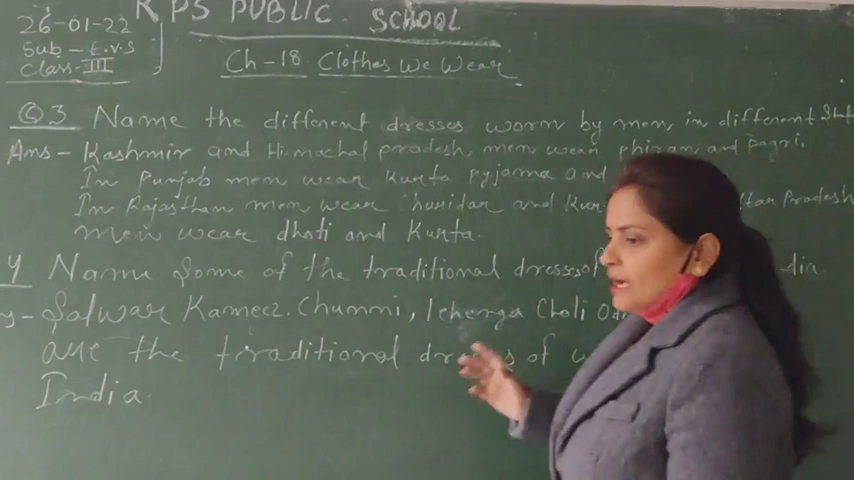 26-01-22
Sub - E.V.S
Class - III
RPS PUBLIC SCHOOL
Ch-18 Clothes We Wear
Q3 Name the different dresses worn by men in different
Ans - Kashmir and Himachal pradesh men wear phiran and Pagri.
In Punjab men wear Kurta pyjama and
In Rajasthan men wear Churidar and Pradesh
men wear dhoti and Kurta.
Name Some of the traditional dresses of
Salwar Kameez. Chunni, lehenga Choli
are the traditional of
India.